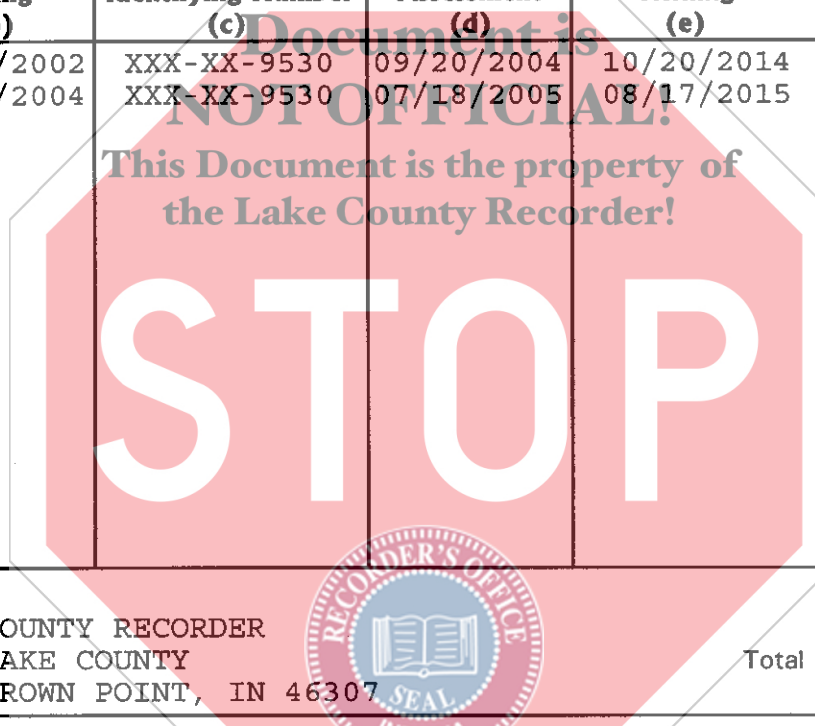 (c) (d) (e)
Document is
/2002 XXX-XX-9530 09/20/2004 10/20/2014
/2004 XXX-XX-9530 07/18/2005 08/17/2015
NOT OFFICIAL!
This Document is the property of
the Lake County Recorder!
STOP
RECORDER'S OFFICE
OUNTY RECORDER
AKE COUNTY Total
ROWN POINT, IN 46307
SEAL